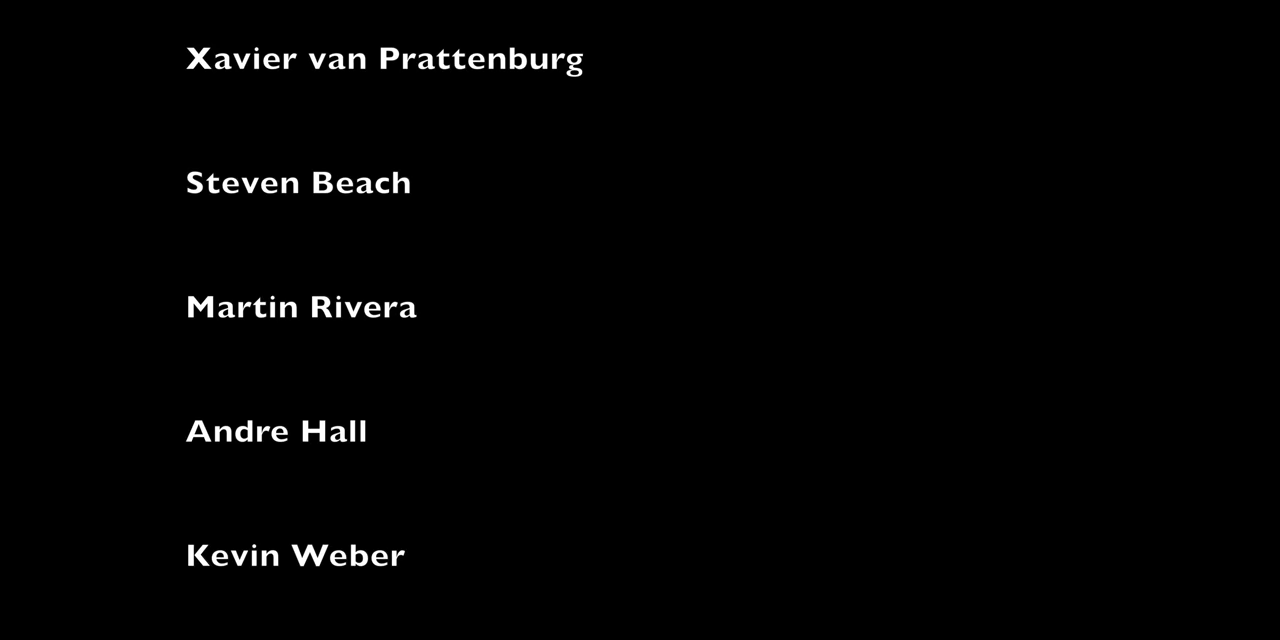 Xavier van Prattenburg
Steven Beach
Martin Rivera
Andre Hall
Kevin Weber